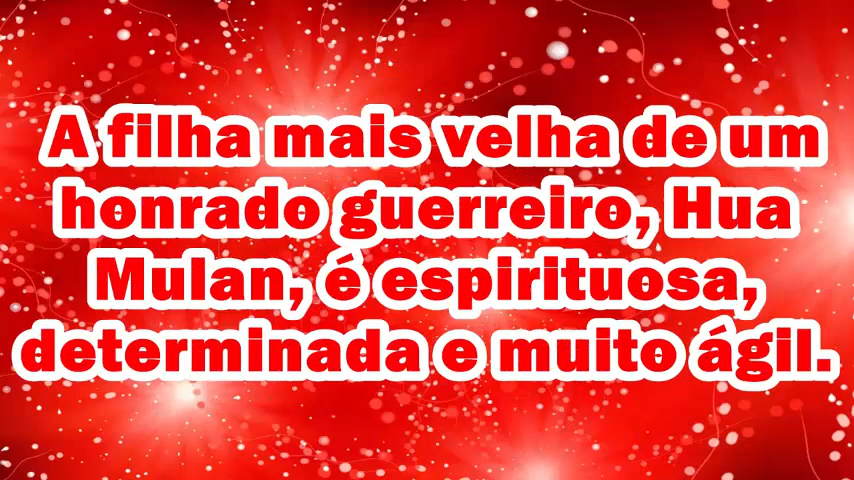 A filha mais velha de um
honrado guerreiro, Hua
Mulan, é espirituosa,
determinada e muito ágil.